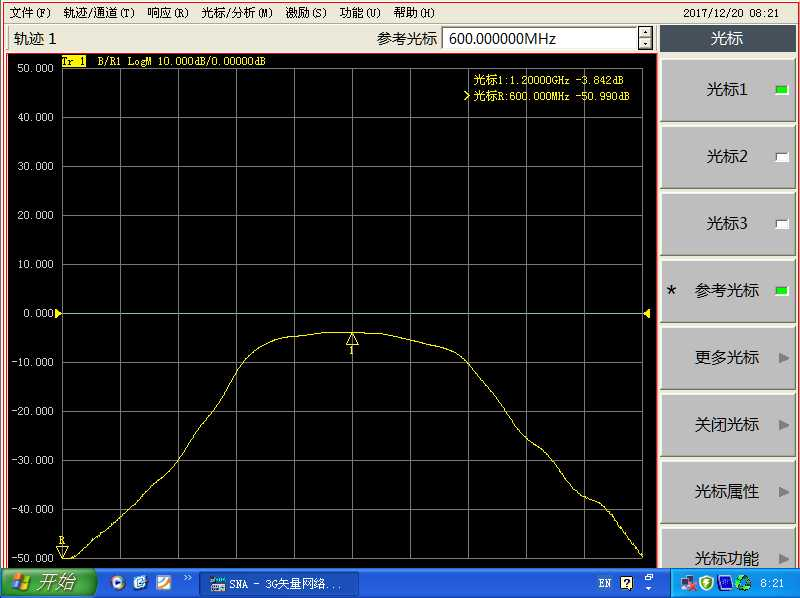 文件(F) 轨迹/通道(T) 响应(R) 光标/分析(M) 激励(S) 功能(U) 帮助(H) 2017/12/20 08:21
轨迹 1 参考光标 600.000000MHz 光标
Tr 1 B/R1 LogM 10.000dB/0.00000dB
光标1:1.20000GHz -3.842dB
>光标R:600.000MHz -50.990dB
50.000
40.000
30.000
20.000
10.000
0.000
-10.000
-20.000
-30.000
-40.000
-50.000
1
R
光标1
光标2
光标3
* 参考光标
更多光标
关闭光标
光标属性
光标功能
开始 SNA - 3G矢量网络... EN 8:21